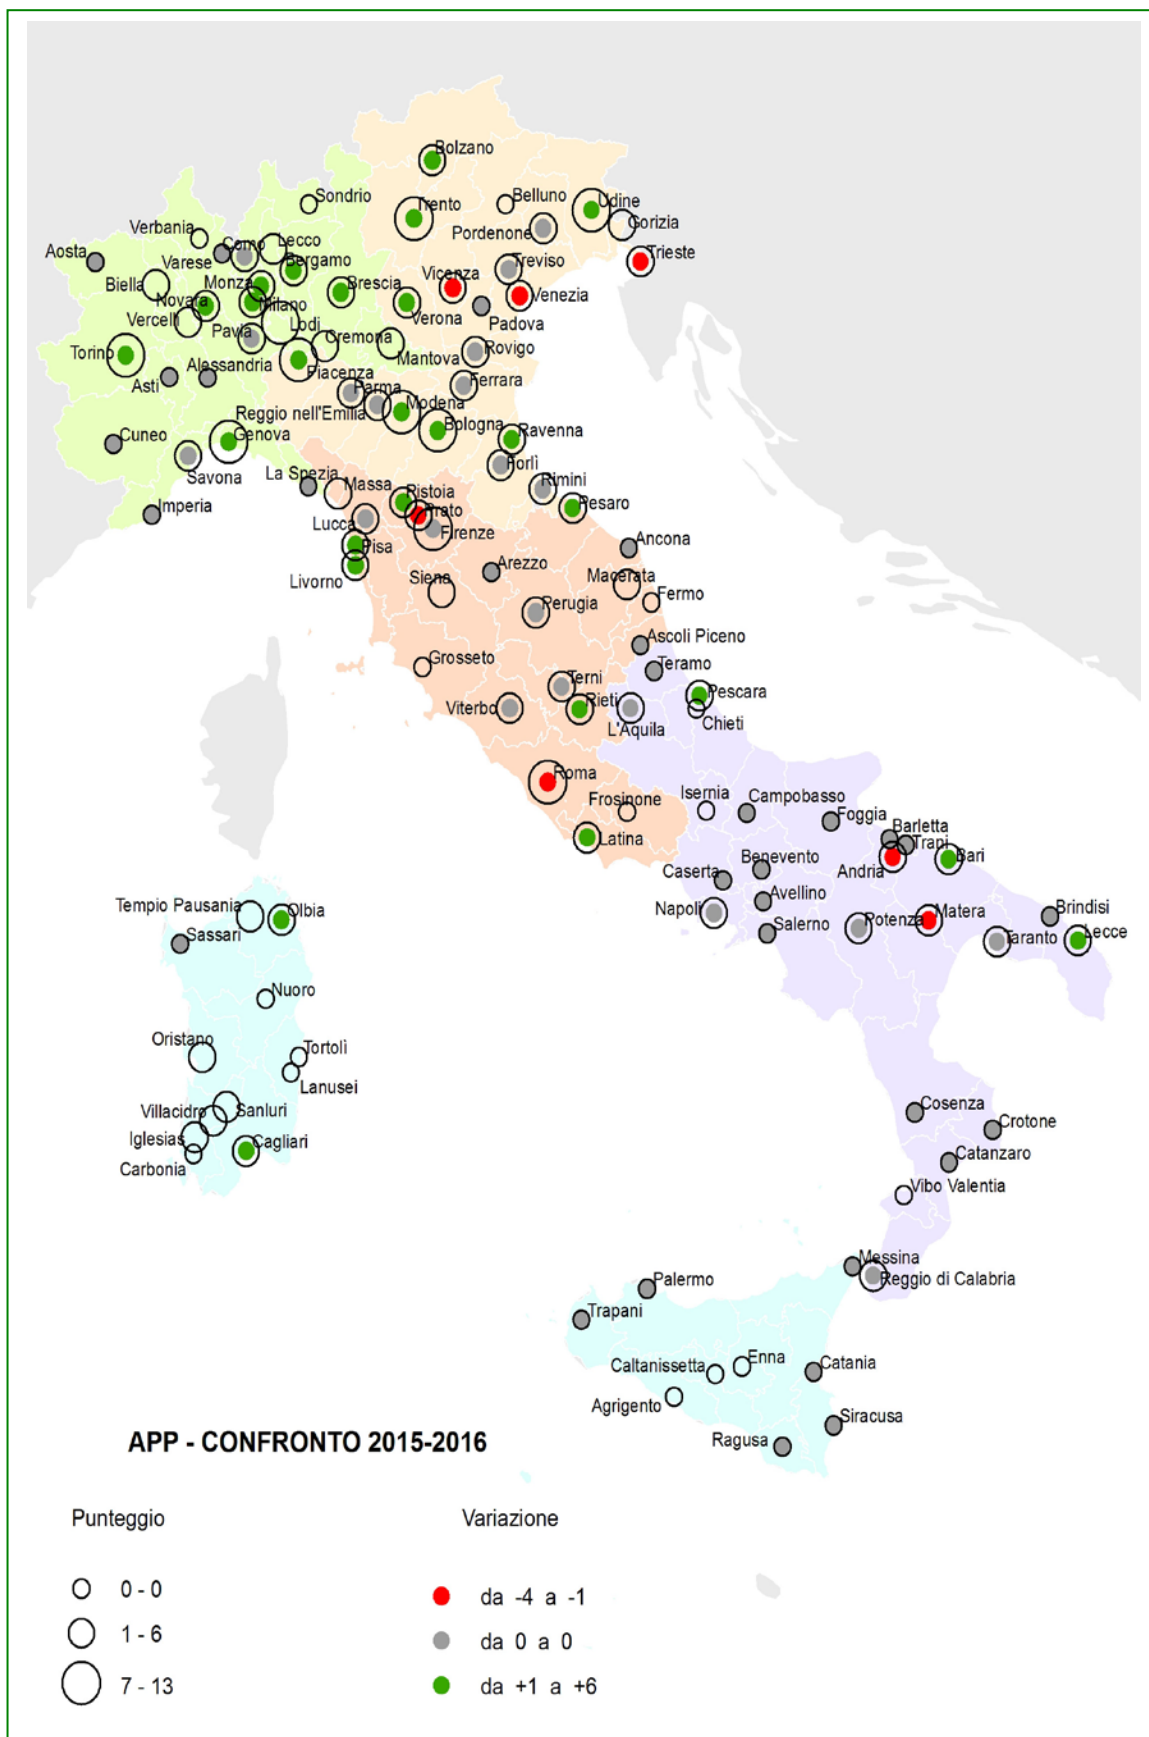 Bolzano
Sondrio
Belluno
Udine
Trento
Gorizia
Verbania
Pordenone
Como
Lecco
Aosta
Varese
Bergamo
Treviso
Trieste
Biella
Monza
Brescia
Vicenza
Venezia
Novara
Milano
Verona
Padova
Vercelli
Lodi
Pavia
Cremona
Torino
Mantova
Rovigo
Alessandria
Piacenza
Asti
Parma
Ferrara
Reggio nell'Emilia
Modena
Cuneo
Genova
Bologna
Ravenna
Savona
Forlì
La Spezia
Massa
Pistoia
Rimini
Imperia
Prato
Pesaro
Lucca
Firenze
Pisa
Ancona
Livorno
Siena
Arezzo
Macerata
Fermo
Perugia
Ascoli Piceno
Grosseto
Teramo
Terni
Pescara
Viterbo
Rieti
L'Aquila
Chieti
Roma
Frosinone
Isernia
Campobasso
Foggia
Latina
Barletta
Trani
Benevento
Andria
Bari
Caserta
Avellino
Tempio Pausania
Olbia
Napoli
Salerno
Potenza
Matera
Brindisi
Sassari
Taranto
Lecce
Nuoro
Oristano
Tortolì
Lanusei
Villacidro
Sanluri
Cosenza
Iglesias
Cagliari
Crotone
Carbonia
Catanzaro
Vibo Valentia
Messina
Palermo
Reggio di Calabria
Trapani
Caltanissetta
Enna
Catania
Agrigento
Siracusa
Ragusa
APP - CONFRONTO 2015-2016
Punteggio
Variazione
0 - 0
da -4 a -1
1 - 6
da 0 a 0
7 - 13
da +1 a +6